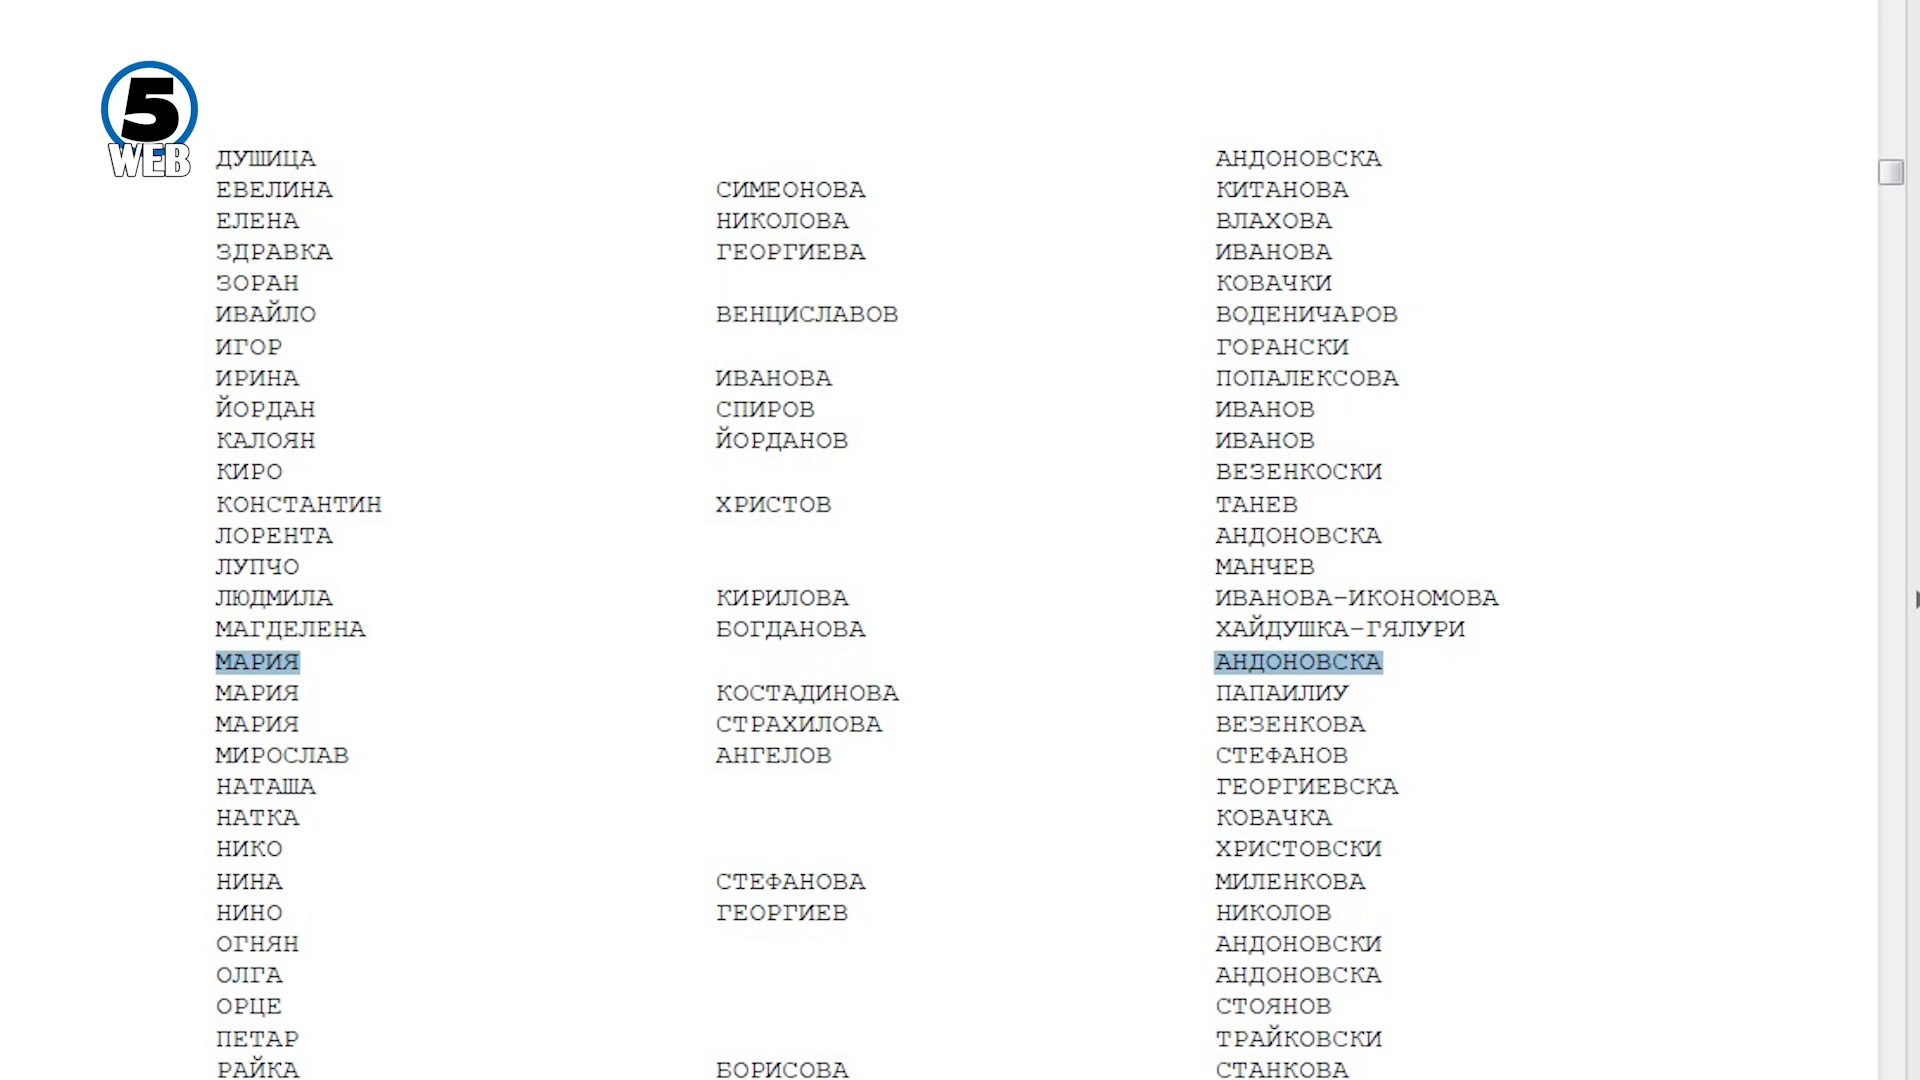 5
WEB
ДУШИЦА АНДОНОВСКА
ЕВЕЛИНА СИМЕОНОВА КИТАНОВА
ЕЛЕНА НИКОЛОВА ВЛАХОВА
ЗДРАВКА ГЕОРГИЕВА ИВАНОВА
ЗОРАН КОВАЧКИ
ИВАЙЛО ВЕНЦИСЛАВОВ ВОДЕНИЧАРОВ
ИГОР ГОРАНСКИ
ИРИНА ИВАНОВА ПОПАЛЕКСОВА
ЙОРДАН СПИРОВ ИВАНОВ
КАЛОЯН ЙОРДАНОВ ИВАНОВ
КИРО ВЕЗЕНКОСКИ
КОНСТАНТИН ХРИСТОВ ТАНЕВ
ЛОРЕНТА АНДОНОВСКА
ЛУПЧО МАНЧЕВ
ЛЮДМИЛА КИРИЛОВА ИВАНОВА-ИКОНОМОВА
МАГДЕЛЕНА БОГДАНОВА ХАЙДУШКА-ГЯЛУРИ
МАРИЯ АНДОНОВСКА
МАРИЯ КОСТАДИНОВА ПАПАИЛИУ
МАРИЯ СТРАХИЛОВА ВЕЗЕНКОВА
МИРОСЛАВ АНГЕЛОВ СТЕФАНОВ
НАТАША ГЕОРГИЕВСКА
НАТКА КОВАЧКА
НИКО ХРИСТОВСКИ
НИНА СТЕФАНОВА МИЛЕНКОВА
НИНО ГЕОРГИЕВ НИКОЛОВ
ОГНЯН АНДОНОВСКИ
ОЛГА АНДОНОВСКА
ОРЦЕ СТОЯНОВ
ПЕТАР ТРАЙКОВСКИ
РАЙКА БОРИСОВА СТАНКОВА